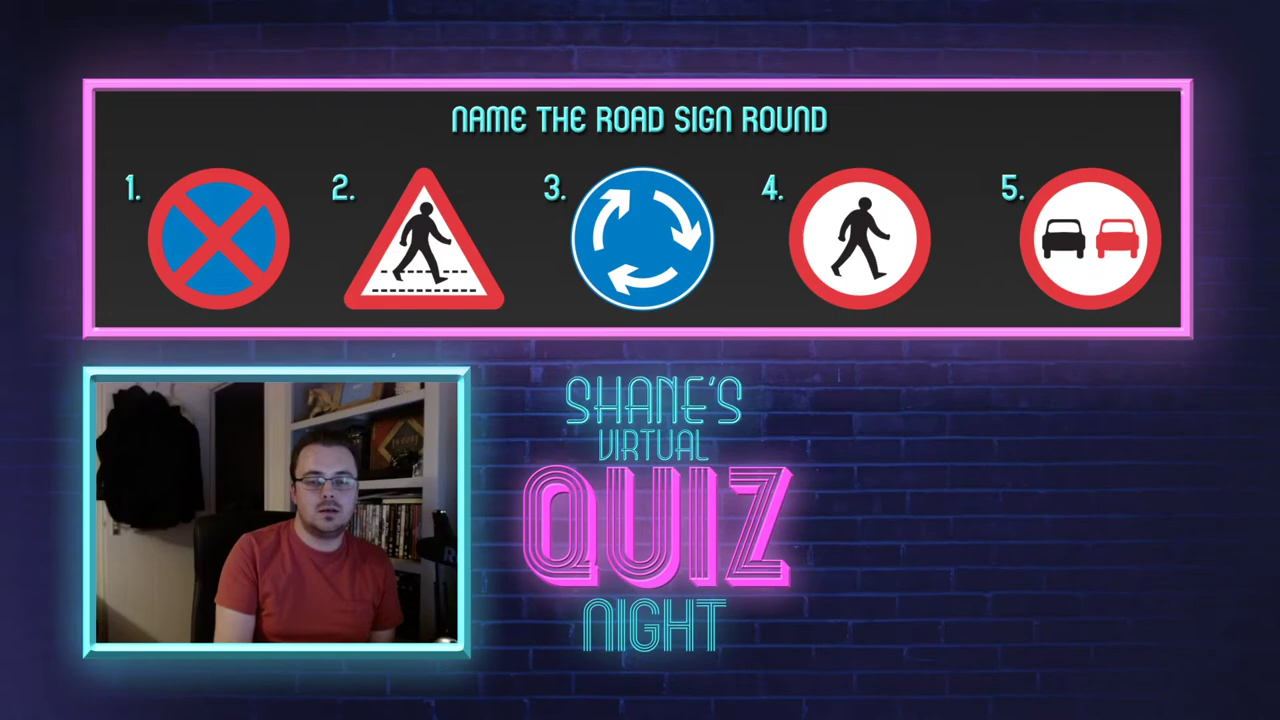 NAME THE ROAD SIGN ROUND
1. 2. 3. 4. 5.
SHANE'S
VIRTUAL
QUIZ
NIGHT